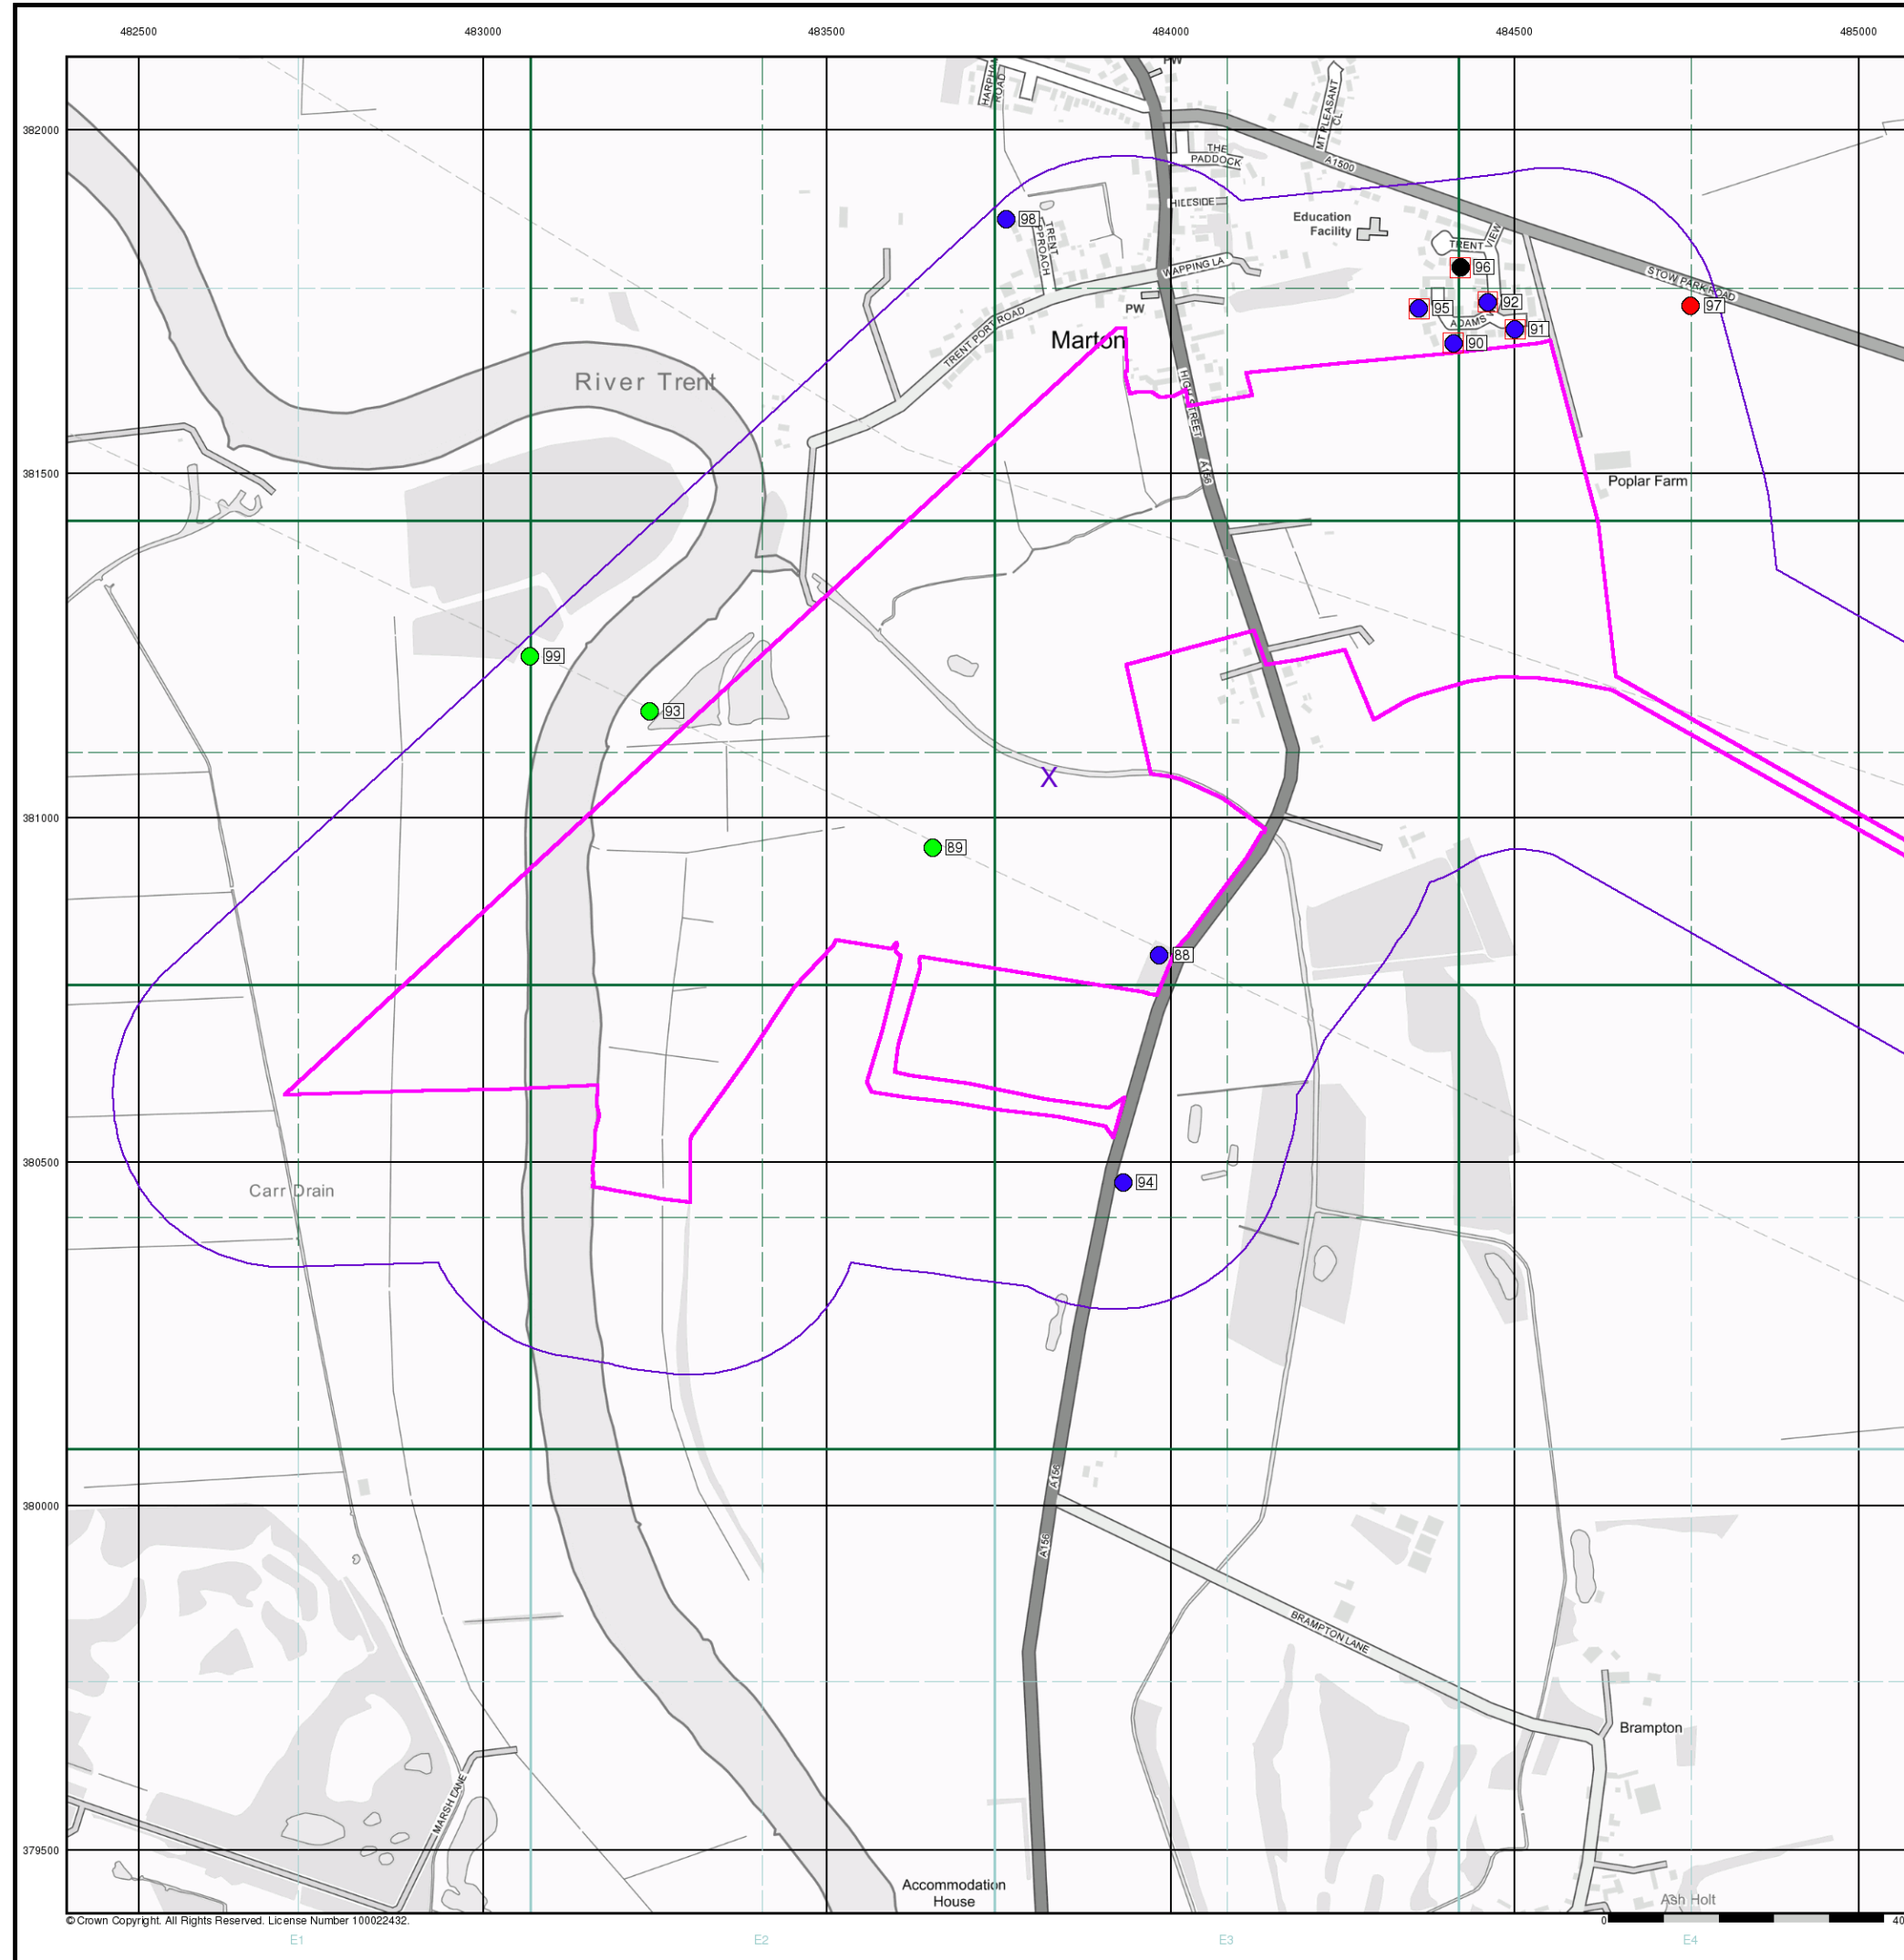 482500 483000 483500 484000 484500 485000
PW
HARPHAM
ROAD
MT PLEASANT
CL
382000
THE
PADDOCK
A1500
HILLSIDE
98
Education
Facility
TRENT
APPROACH
TRENT
VIEW
WAPPING LA
96
STOW PARK ROAD
PW
95
92
97
ADAMS
91
TRENT PORT ROAD
Marton
90
River Trent
HIGH STREET
A156
381500
Poplar Farm
99
93
X
381000
89
88
380500
94
Carr Drain
A156
380000
A156
BRAMPTON LANE
Brampton
MARSH LANE
379500
Accommodation
House
Ash Holt
© Crown Copyright. All Rights Reserved. License Number 100022432.
0 40
E1 E2 E3 E4